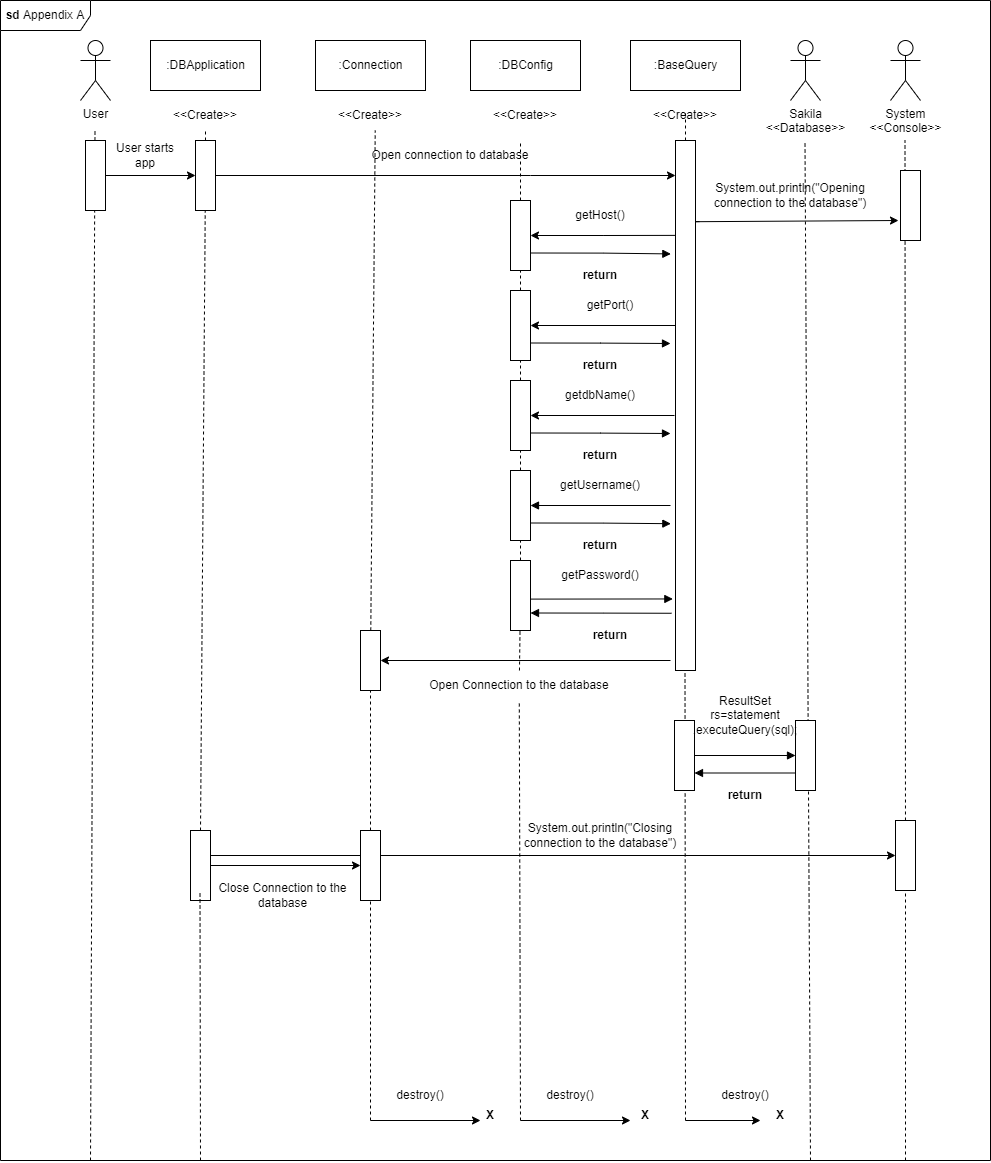 sd Appendix A
:DBApplication
:Connection
:DBConfig
:BaseQuery
User
<<Create>>
<<Create>>
<<Create>>
<<Create>>
Sakila
<<Database>>
System
<<Console>>
User starts
app
Open connection to database
System.out.println("Opening
connection to the database")
getHost()
return
getPort()
return
getdbName()
return
getUsername()
return
getPassword()
return
Open Connection to the database
ResultSet
rs=statement
executeQuery(sql)
return
System.out.println("Closing
connection to the database")
Close Connection to the
database
destroy()
X
destroy()
X
destroy()
X